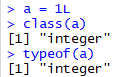 > a = 1L
> class(a)
[1] "integer"
> typeof(a)
[1] "integer"